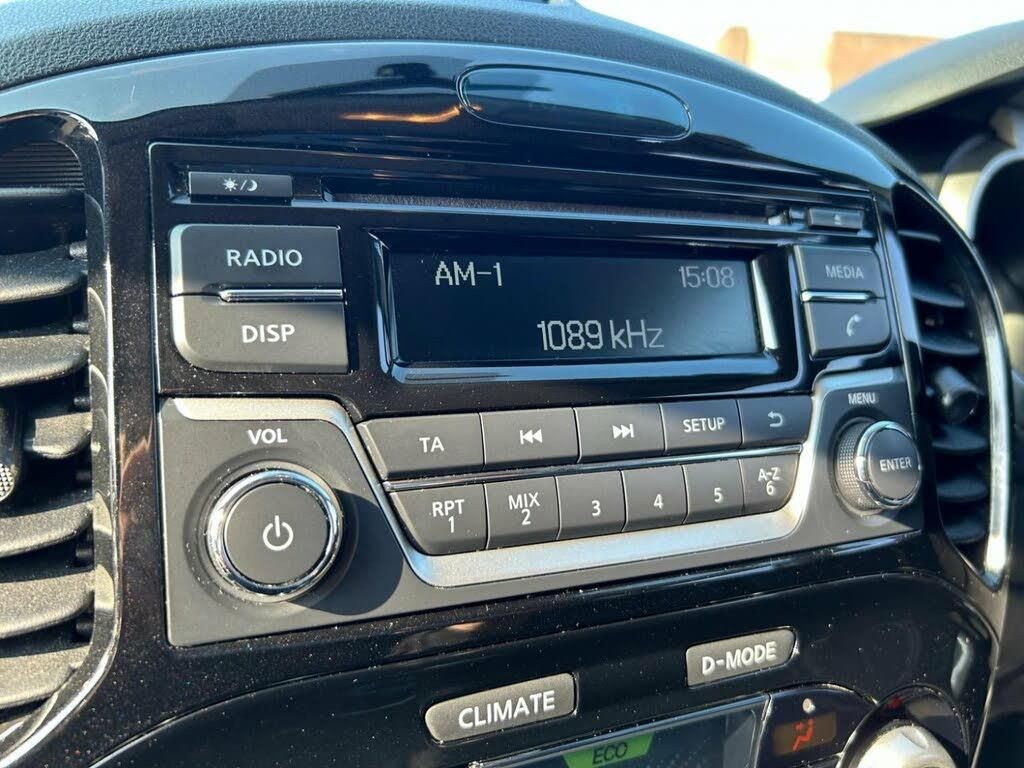 RADIO
DISP
AM-1 15:08
1089 kHz
MEDIA
VOL
TA
SETUP
MENU
ENTER
RPT
1
MIX
2
3
4
5
A-Z
6
CLIMATE
D-MODE
ECO